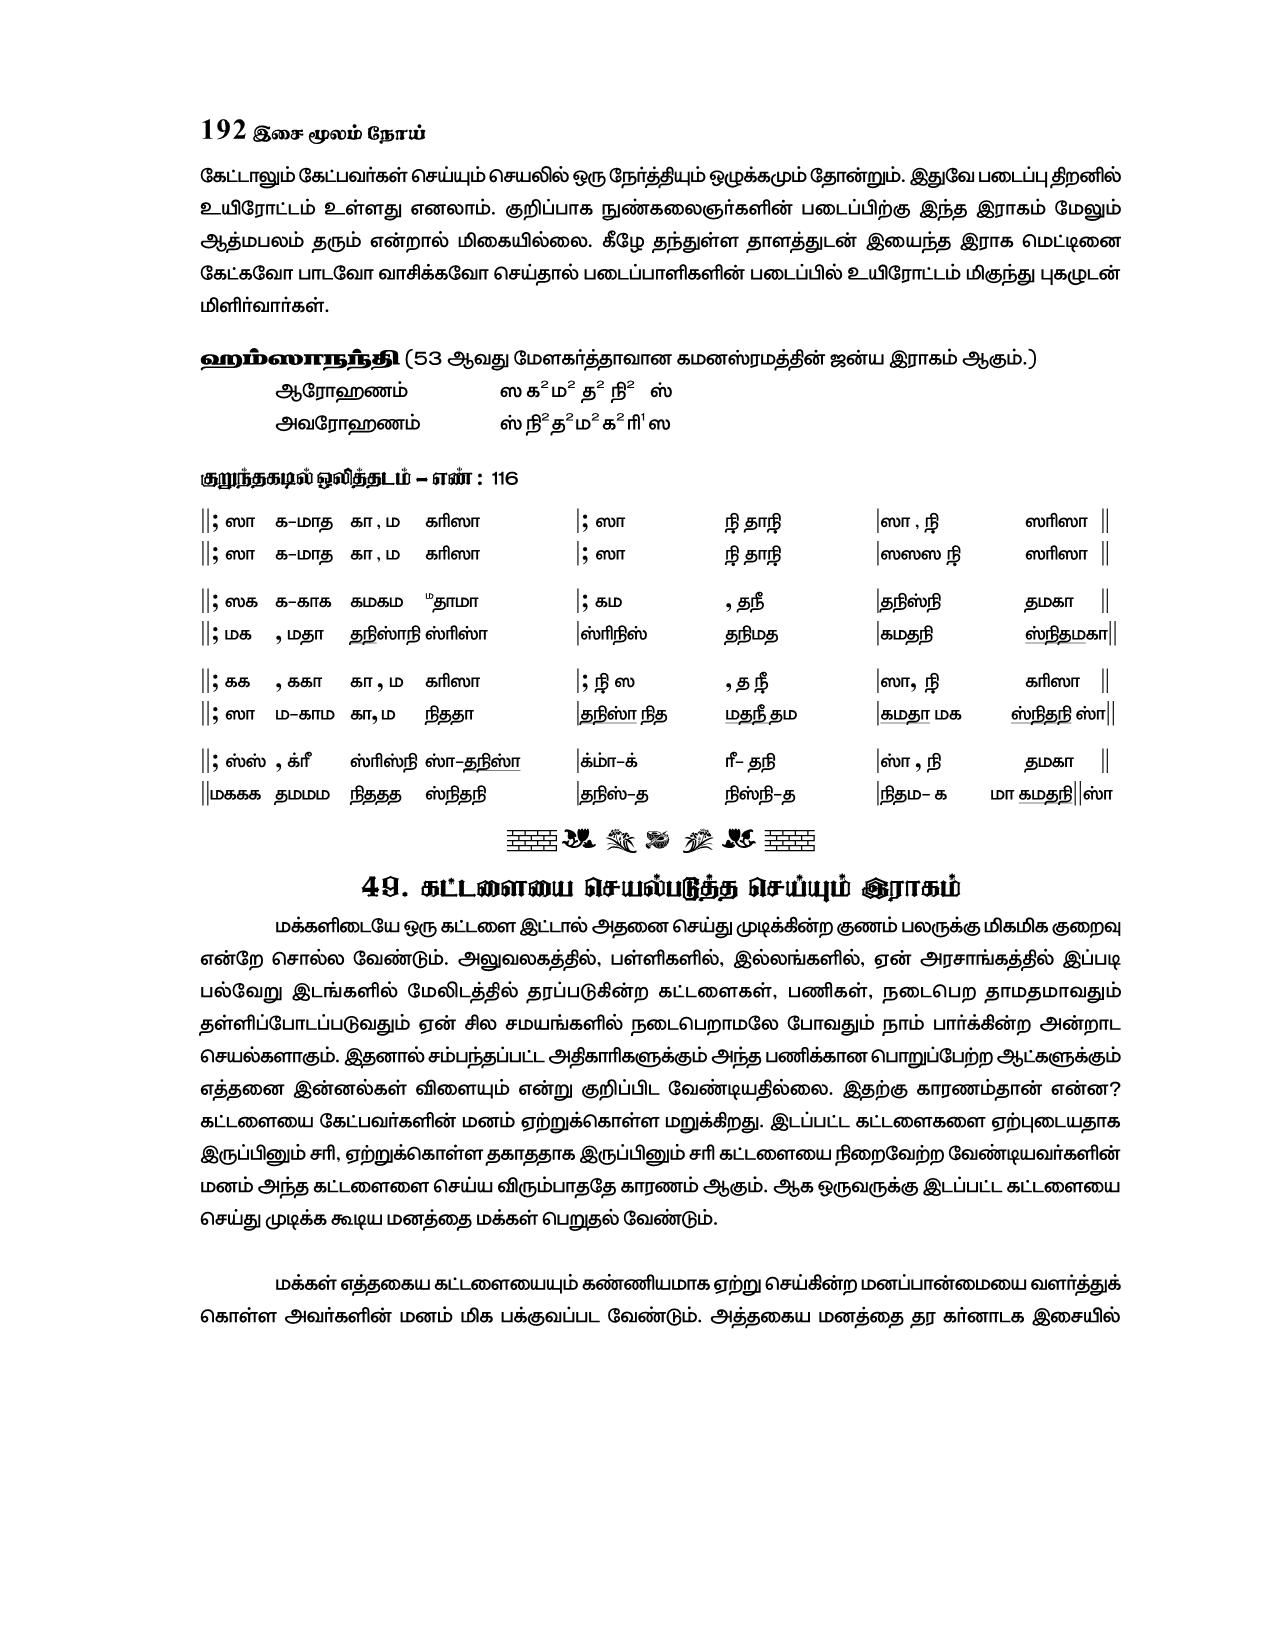 192 இசை மூலம் நோய்
கேட்டாலும் கேட்பவர்கள் செய்யும் செயலில் ஒரு நேர்த்தியும் ஒழுக்கமும் தோன்றும். இதுவே படைப்பு திறனில்
உயிரோட்டம் உள்ளது எனலாம். குறிப்பாக நுண்கலைஞர்களின் படைப்பிற்கு இந்த இராகம் மேலும்
ஆத்மபலம் தரும் என்றால் மிகையில்லை. கீழே தந்துள்ள தாளத்துடன் இயைந்த இராக மெட்டினை
கேட்கவோ பாடவோ வாசிக்கவோ செய்தால் படைப்பாளிகளின் படைப்பில் உயிரோட்டம் மிகுந்து புகழுடன்
மிளிர்வார்கள்.
ஹம்ஸாநந்தி (53 ஆவது மேளகர்த்தாவான கமனஸ்ரமத்தின் ஜன்ய இராகம் ஆகும்.)
ஆரோஹணம் ஸ க² ம² த² நி² ஸ்
அவரோஹணம் ஸ் நி² த² ம² க² ரி¹ ஸ
குறுந்தகடில் ஒலித்தடம் – எண் : 116
||; ஸா க-மாத கா , ம கரிஸா |; ஸா நி̣ தாநி̣ |ஸா , நி̣ ஸரிஸா ||
||; ஸா க-மாத கா , ம கரிஸா |; ஸா நி̣ தாநி̣ |ஸஸஸ நி̣ ஸரிஸா ||
||; ஸக க-காக கமகம ᵐதாமா |; கம , தநீ |தநிஸ்நி தமகா ||
||; மக , மதா தநிஸ்ாநி ஸ்ரிஸ்ா |ஸ்ரிநிஸ் தநிமத |கமதநி ஸ்நிதமகா||
||; கக , ககா கா , ம கரிஸா |; நி̣ ஸ , த நீ̣ |ஸா, நி̣ கரிஸா ||
||; ஸா ம-காம கா, ம நிததா |தநிஸ்ா நித மதநீ தம |கமதா மக ஸ்நிதநி ஸ்ா||
||; ஸ்ஸ் , க்ரீ ஸ்ரிஸ்நி ஸ்ா-தநிஸ்ா |க்ம்ா-க் ரீ- தநி |ஸ்ா , நி தமகா ||
||மககக தமமம நிததத ஸ்நிதநி |தநிஸ்-த நிஸ்நி-த |நிதம- க மா கமதநி||ஸ்ா
49. கட்டளையை செயல்படுத்த செய்யும் இராகம்
மக்களிடையே ஒரு கட்டளை இட்டால் அதனை செய்து முடிக்கின்ற குணம் பலருக்கு மிகமிக குறைவு
என்றே சொல்ல வேண்டும். அலுவலகத்தில், பள்ளிகளில், இல்லங்களில், ஏன் அரசாங்கத்தில் இப்படி
பல்வேறு இடங்களில் மேலிடத்தில் தரப்படுகின்ற கட்டளைகள், பணிகள், நடைபெற தாமதமாவதும்
தள்ளிப்போடப்படுவதும் ஏன் சில சமயங்களில் நடைபெறாமலே போவதும் நாம் பார்க்கின்ற அன்றாட
செயல்களாகும். இதனால் சம்பந்தப்பட்ட அதிகாரிகளுக்கும் அந்த பணிக்கான பொறுப்பேற்ற ஆட்களுக்கும்
எத்தனை இன்னல்கள் விளையும் என்று குறிப்பிட வேண்டியதில்லை. இதற்கு காரணம்தான் என்ன?
கட்டளையை கேட்பவர்களின் மனம் ஏற்றுக்கொள்ள மறுக்கிறது. இடப்பட்ட கட்டளைகளை ஏற்புடையதாக
இருப்பினும் சரி, ஏற்றுக்கொள்ள தகாததாக இருப்பினும் சரி கட்டளையை நிறைவேற்ற வேண்டியவர்களின்
மனம் அந்த கட்டளைளை செய்ய விரும்பாததே காரணம் ஆகும். ஆக ஒருவருக்கு இடப்பட்ட கட்டளையை
செய்து முடிக்க கூடிய மனத்தை மக்கள் பெறுதல் வேண்டும்.
மக்கள் எத்தகைய கட்டளையையும் கண்ணியமாக ஏற்று செய்கின்ற மனப்பான்மையை வளர்த்துக்
கொள்ள அவர்களின் மனம் மிக பக்குவப்பட வேண்டும். அத்தகைய மனத்தை தர கர்னாடக இசையில்